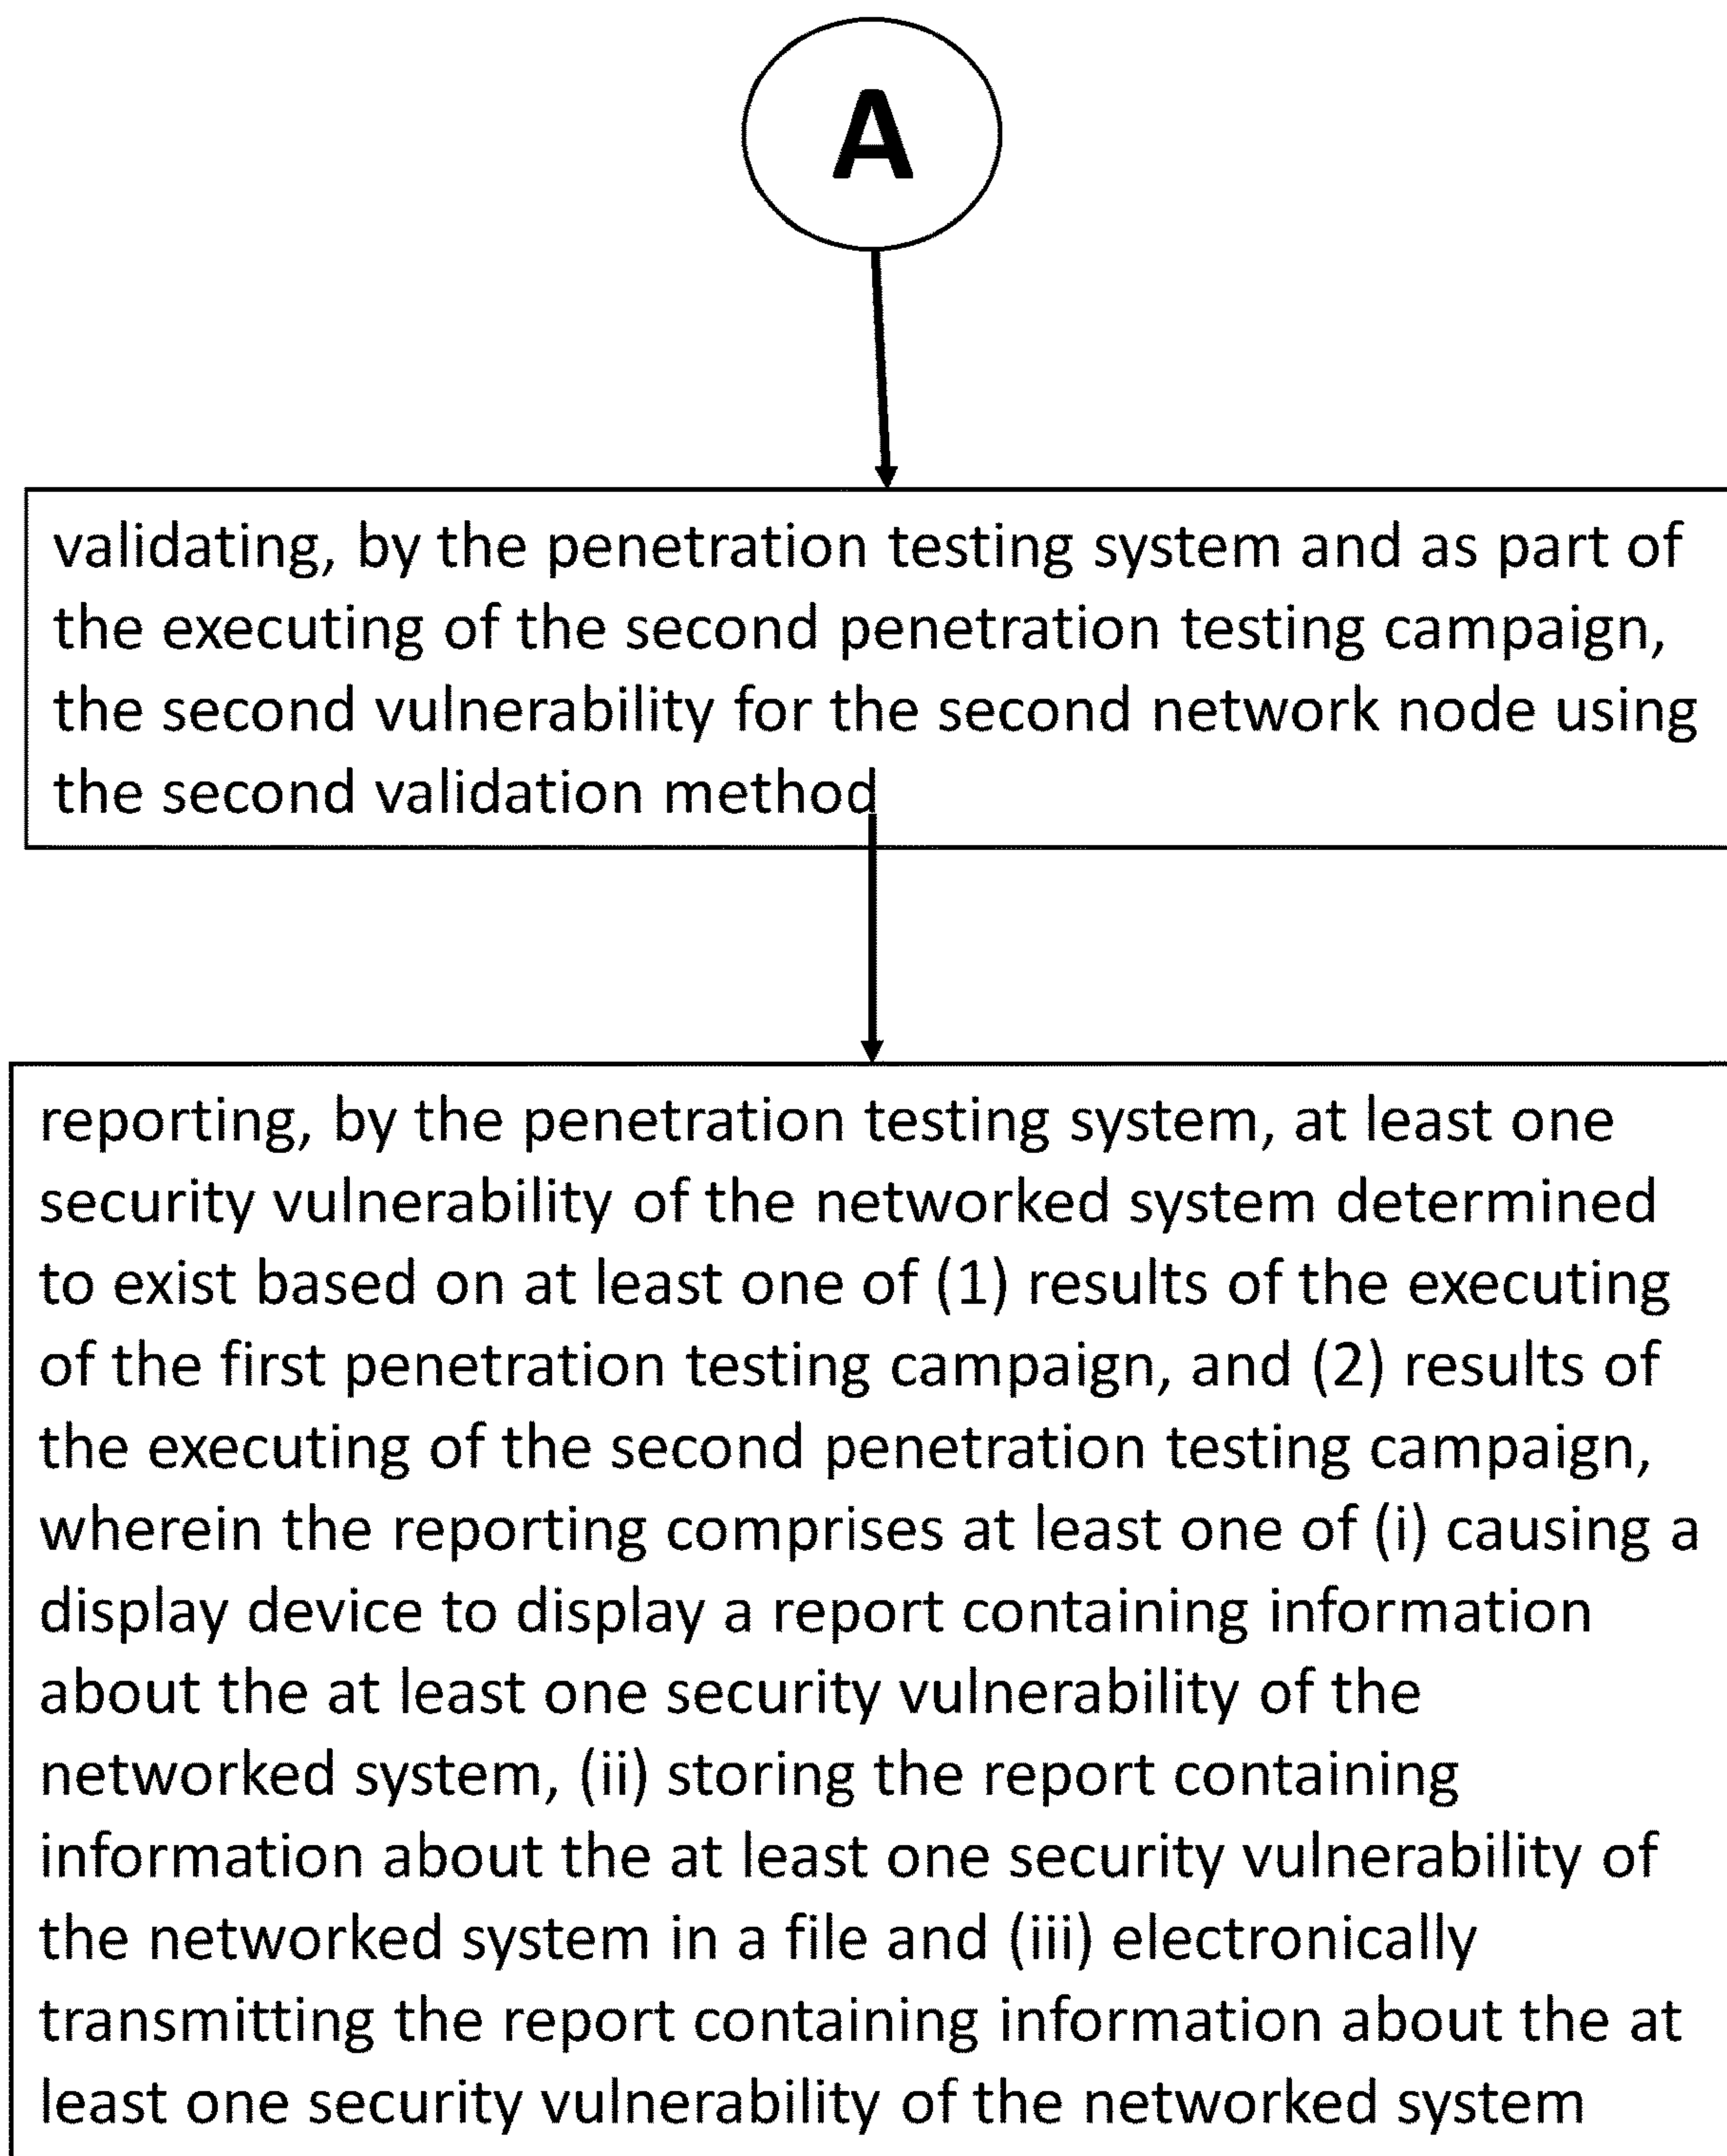 A
validating, by the penetration testing system and as part of
the executing of the second penetration testing campaign,
the second vulnerability for the second network node using
the second validation method
reporting, by the penetration testing system, at least one
security vulnerability of the networked system determined
to exist based on at least one of (1) results of the executing
of the first penetration testing campaign, and (2) results of
the executing of the second penetration testing campaign,
wherein the reporting comprises at least one of (i) causing a
display device to display a report containing information
about the at least one security vulnerability of the
networked system, (ii) storing the report containing
information about the at least one security vulnerability of
the networked system in a file and (iii) electronically
transmitting the report containing information about the at
least one security vulnerability of the networked system